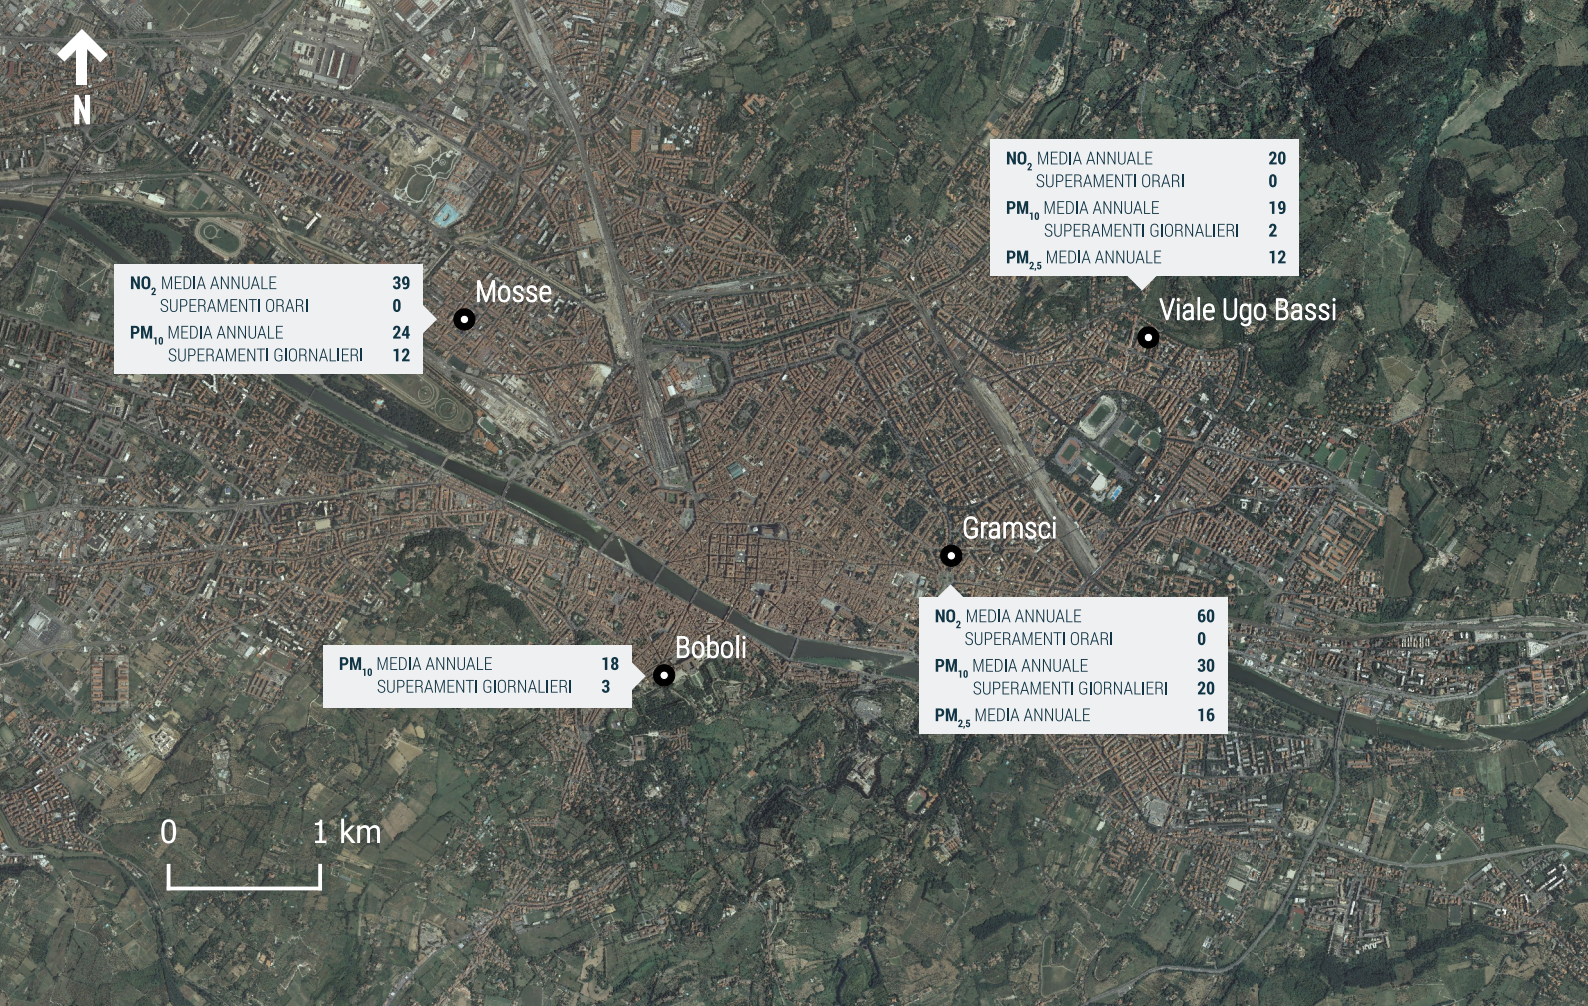 N
NO₂ MEDIA ANNUALE 20
SUPERAMENTI ORARI 0
PM₁₀ MEDIA ANNUALE 19
SUPERAMENTI GIORNALIERI 2
PM₂,₅ MEDIA ANNUALE 12
Viale Ugo Bassi
NO₂ MEDIA ANNUALE 39
SUPERAMENTI ORARI 0
PM₁₀ MEDIA ANNUALE 24
SUPERAMENTI GIORNALIERI 12
Mosse
Gramsci
NO₂ MEDIA ANNUALE 60
SUPERAMENTI ORARI 0
PM₁₀ MEDIA ANNUALE 30
SUPERAMENTI GIORNALIERI 20
PM₂,₅ MEDIA ANNUALE 16
Boboli
PM₁₀ MEDIA ANNUALE 18
SUPERAMENTI GIORNALIERI 3
0 1 km